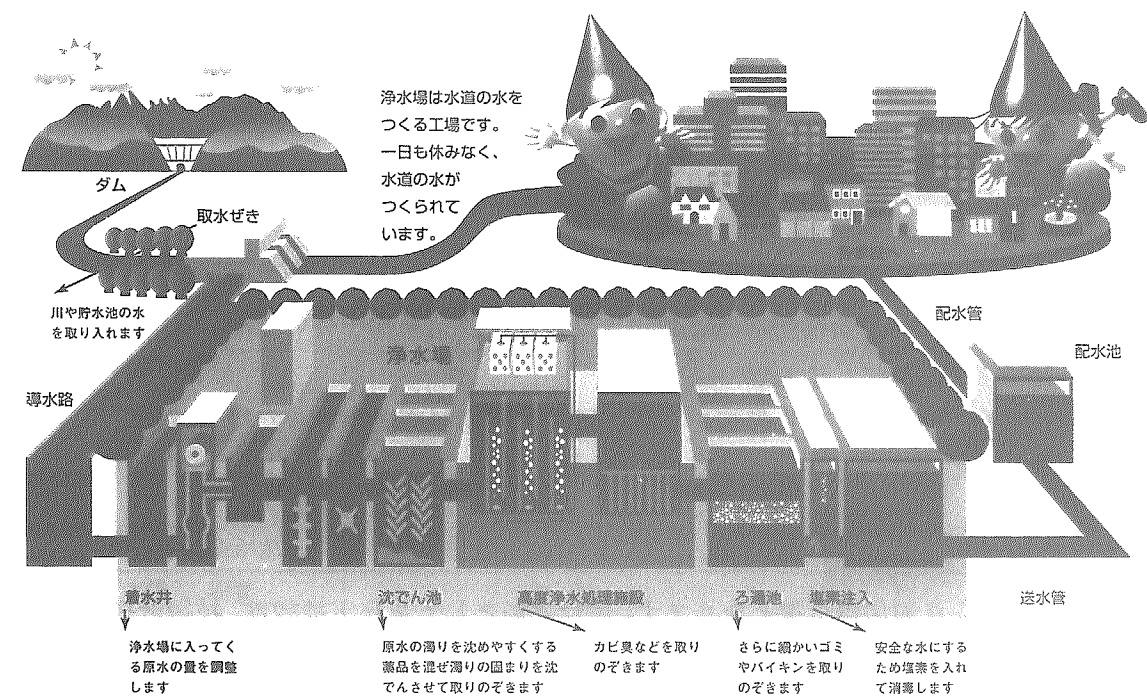 浄水場は水道の水を
つくる工場です。
一日も休みなく、
水道の水が
つくられて
います。
ダム
取水ぜき
川や貯水池の水
を取り入れます
導水路
浄水場
配水管
配水池
着水井
沈でん池
高度浄水処理施設
ろ過池
塩素注入
送水管
浄水場に入ってく
る原水の量を調整
します
原水の濁りを沈めやすくする
薬品を混ぜ濁りの固まりを沈
でんさせて取りのぞきます
カビ臭などを取り
のぞきます
さらに細かいゴミ
やバイキンを取り
のぞきます
安全な水にする
ため塩素を入れ
て消毒します